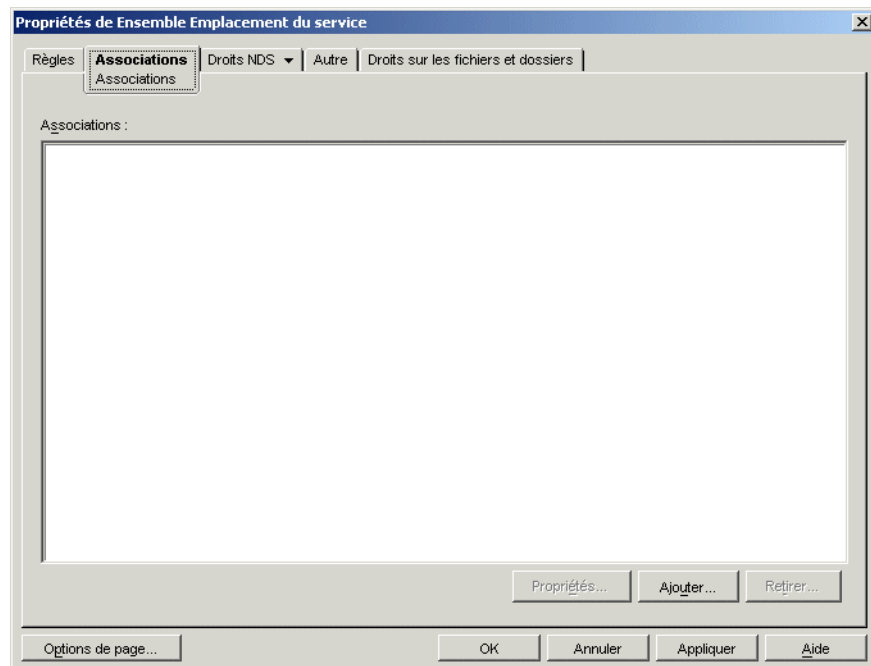 Propriétés de Ensemble Emplacement du service
Règles Associations Droits NDS Autre Droits sur les fichiers et dossiers
Associations
Associations :
Propriétés... Ajouter... Retirer...
Options de page... OK Annuler Appliquer Aide